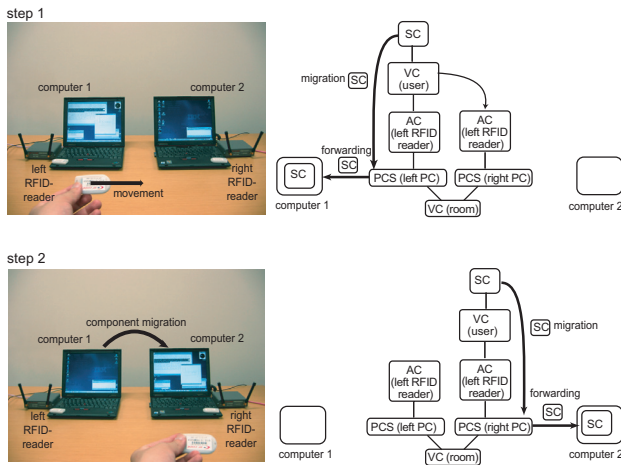 step 1
computer 1
computer 2
left
RFID-
reader
movement
right
RFID-
reader
SC
migration SC
VC
(user)
AC
(left RFID
reader)
AC
(left RFID
reader)
forwarding
SC
SC
computer 1
PCS (left PC)
PCS (right PC)
VC (room)
computer 2
step 2
component migration
computer 1
computer 2
left
RFID-
reader
right
RFID-
reader
SC
SC migration
VC
(user)
AC
(left RFID
reader)
AC
(left RFID
reader)
forwarding
SC
computer 1
PCS (left PC)
PCS (right PC)
SC
VC (room)
computer 2